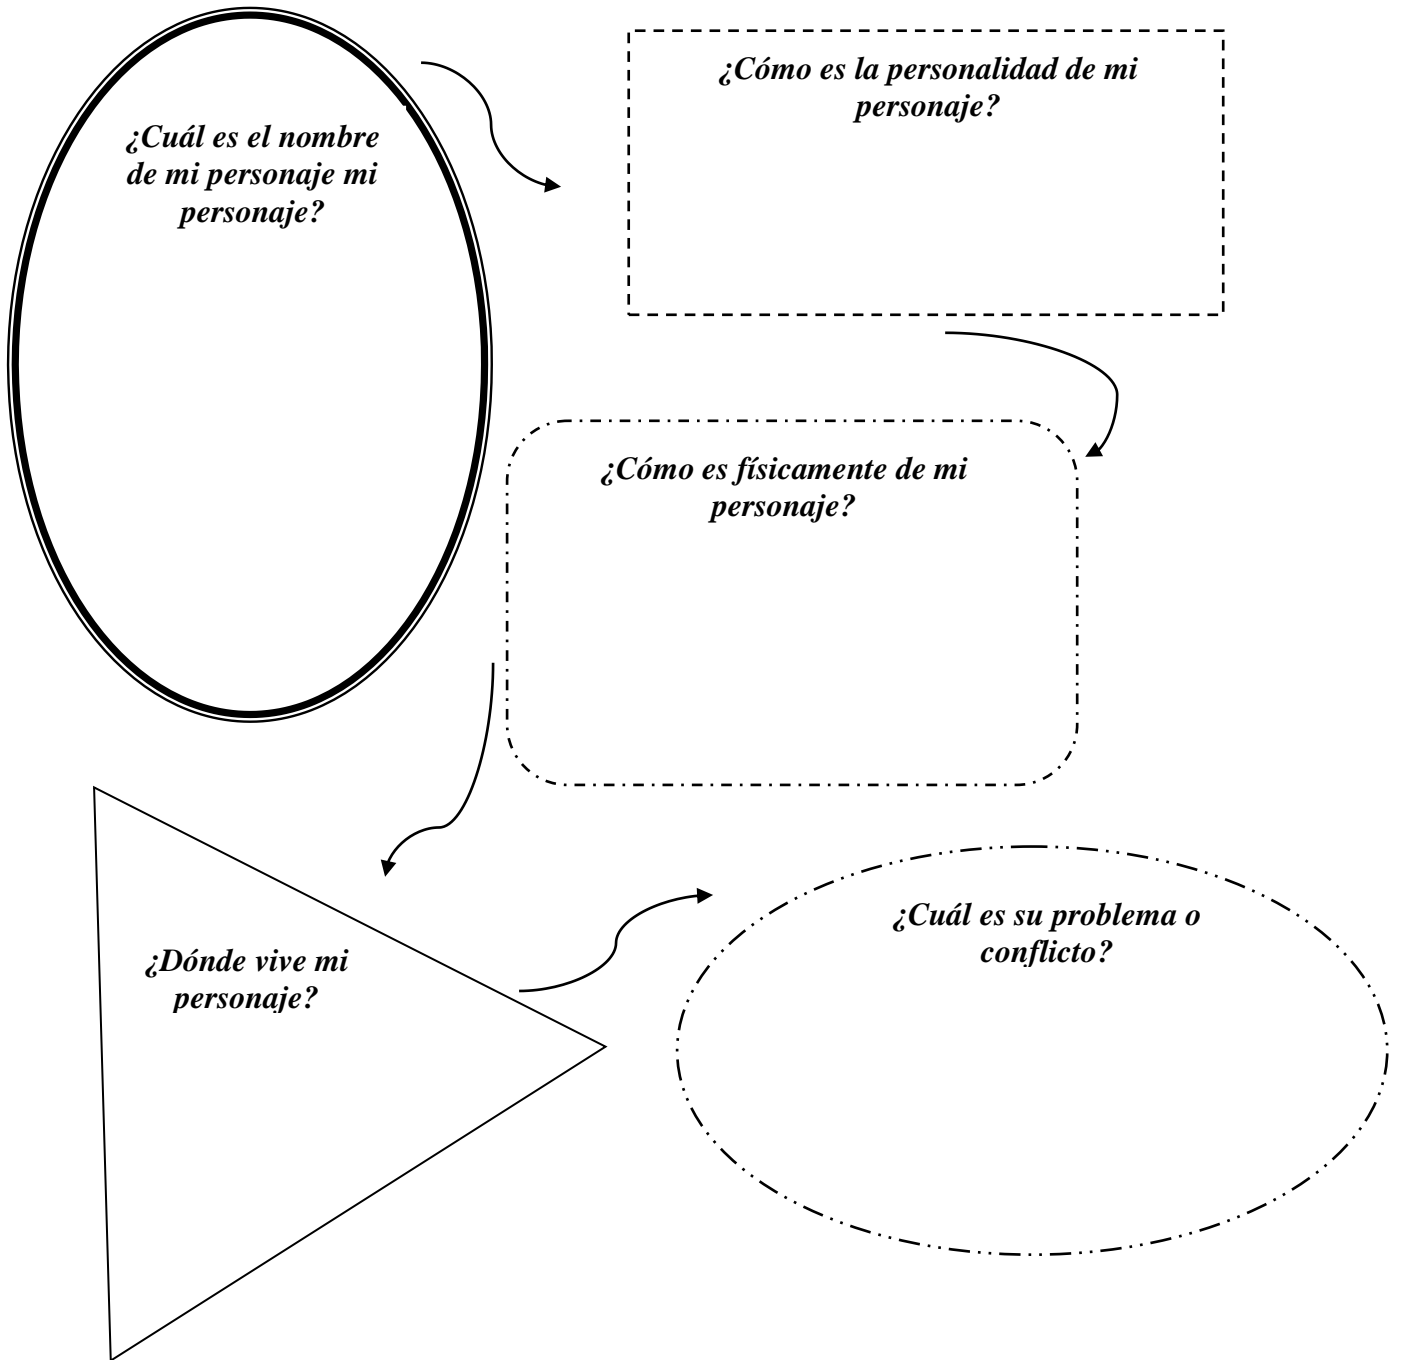 ¿Cuál es el nombre
de mi personaje mi
personaje?
¿Cómo es la personalidad de mi
personaje?
¿Cómo es físicamente de mi
personaje?
¿Dónde vive mi
personaje?
¿Cuál es su problema o
conflicto?